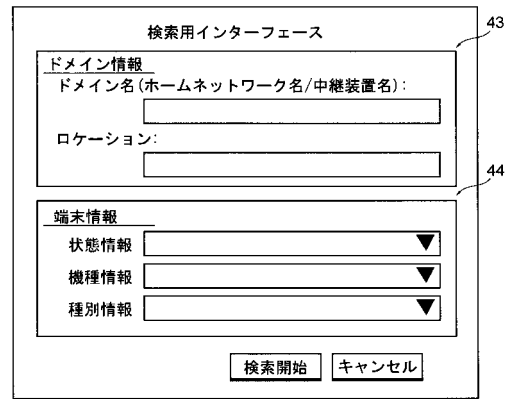 検索用インターフェース
43
ドメイン情報
ドメイン名(ホームネットワーク名/中継装置名):
ロケーション:
44
端末情報
状態情報 ▼
機種情報 ▼
種別情報 ▼
検索開始 キャンセル